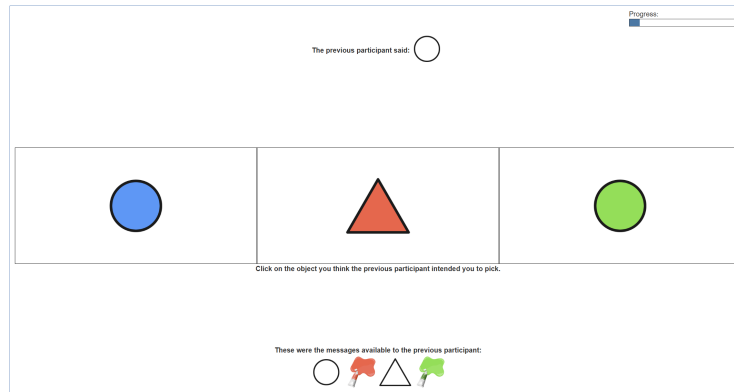 Progress:
The previous participant said:
Click on the object you think the previous participant intended you to pick.
These were the messages available to the previous participant: